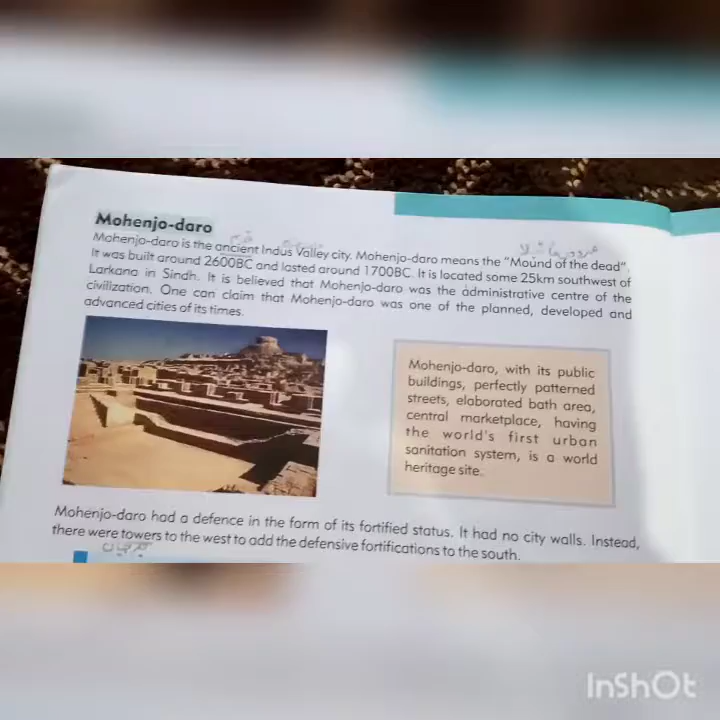 Mohenjo-daro
Mohenjo-daro is the ancient Indus Valley city. Mohenjo-daro means the "Mound of the dead".
It was built around 2600BC and lasted around 1700BC. It is located some 25km southwest of
Larkana in Sindh. It is believed that Mohenjo-daro was the administrative centre of the
civilization. One can claim that Mohenjo-daro was one of the planned, developed and
advanced cities of its times.
Mohenjo-daro, with its public
buildings, perfectly patterned
streets, elaborated bath area,
central marketplace, having
the world's first urban
sanitation system, is a world
heritage site.
Mohenjo-daro had a defence in the form of its fortified status. It had no city walls. Instead,
there were towers to the west to add the defensive fortifications to the south.
InShOt